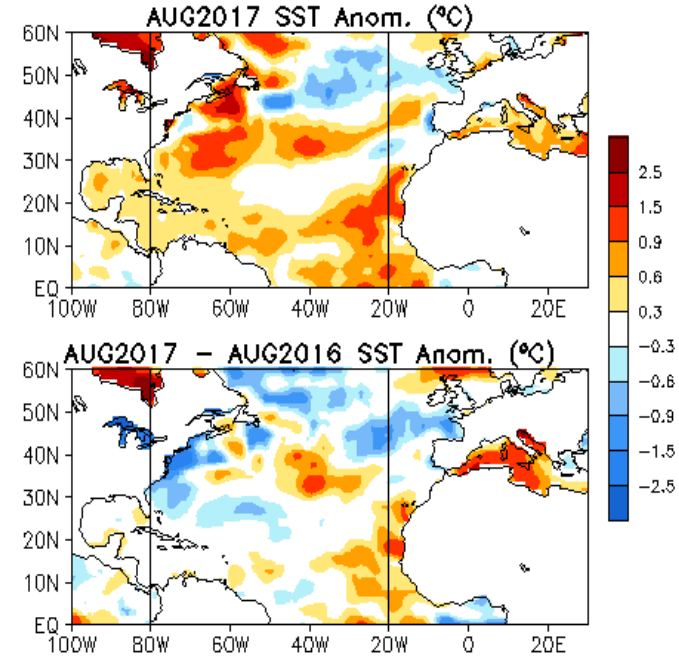 AUG2017 SST Anom. (°C)
60N
50N
40N
30N
20N
10N
EQ
100W 80W 60W 40W 20W 0 20E
AUG2017 - AUG2016 SST Anom. (°C)
60N
50N
40N
30N
20N
10N
EQ
100W 80W 60W 40W 20W 0 20E
2.5
1.5
0.9
0.6
0.3
-0.3
-0.6
-0.9
-1.5
-2.5